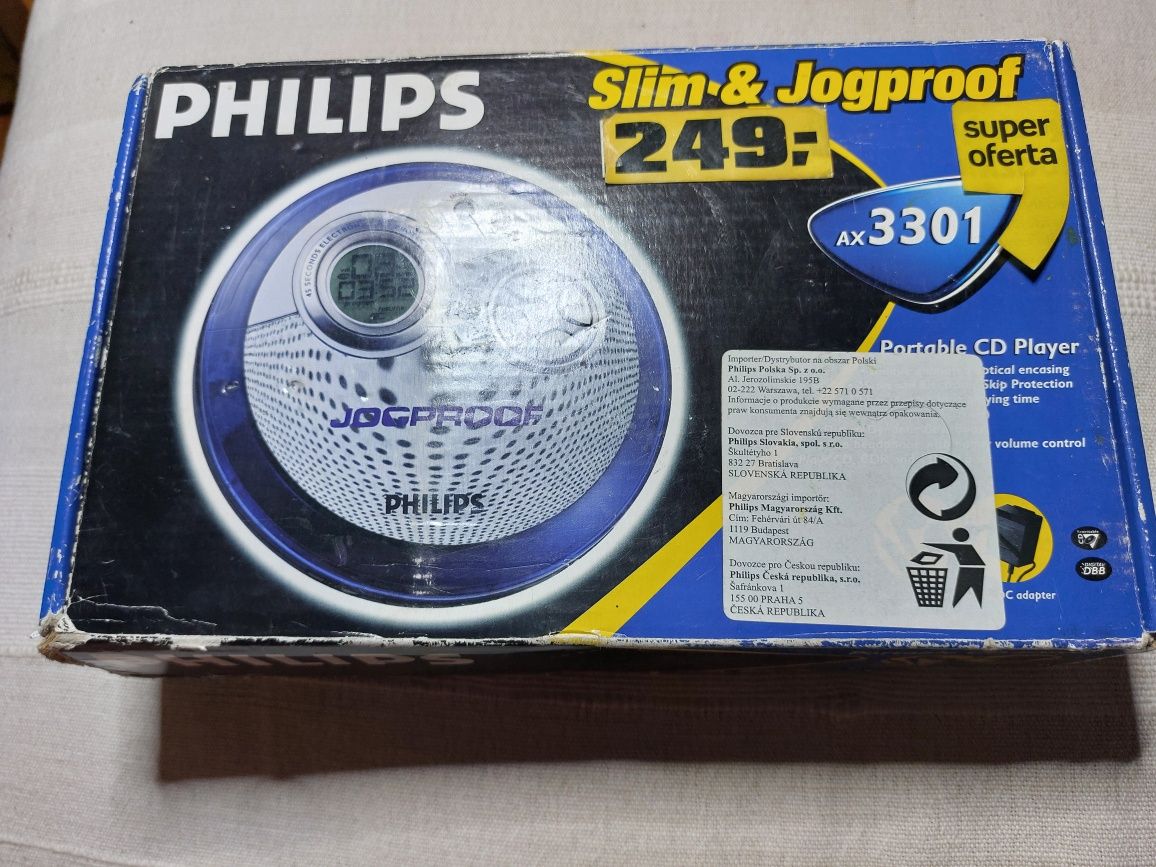 PHILIPS
Slim & Jogproof
249:-
super
oferta
AX 3301
45 SECONDS ELECTRONIC
JOGPROOF
PHILIPS
Portable CD Player
optical encasing
Skip Protection
playing time
volume control
Importer/Dystrybutor na obszar Polski
Philips Polska Sp. z o.o.
Al. Jerozolimskie 195B
02-222 Warszawa, tel. +22 571 0 571
Informacje o produkcie wymagane przez przepisy dotyczące
praw konsumenta znajdują się wewnątrz opakowania.
Dovozca pre Slovenskú republiku:
Philips Slovakia, spol. s r.o.
Škultétyho 1
832 27 Bratislava
SLOVENSKÁ REPUBLIKA
Magyarországi importőr:
Philips Magyarország Kft.
Cím: Fehérvári út 84/A
1119 Budapest
MAGYARORSZÁG
Dovozce pro Českou republiku:
Philips Česká republika, s.r.o.
Šafránkova 1
155 00 PRAHA 5
ČESKÁ REPUBLIKA
DIGITAL
DBB
DC adapter
PHILIPS